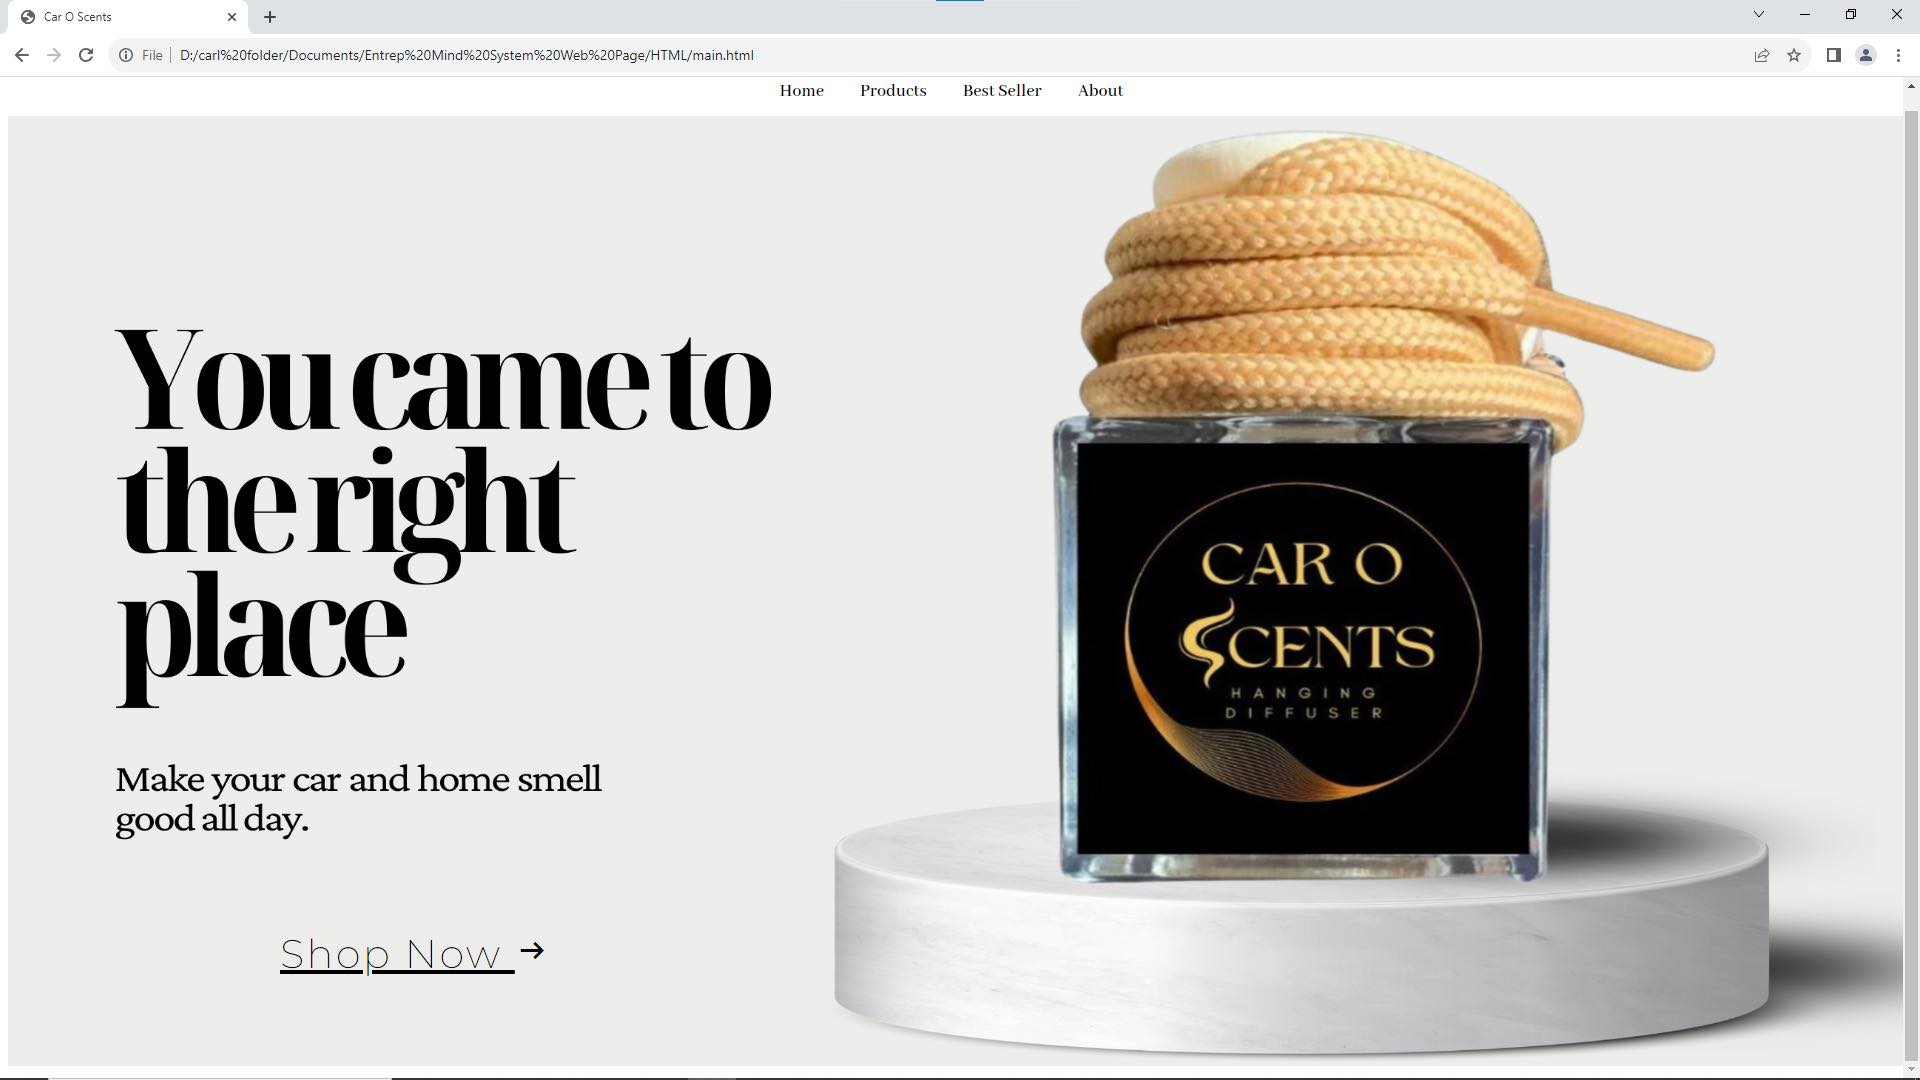 Car O Scents
File
D:/carl%20folder/Documents/Entrep%20Mind%20System%20Web%20Page/HTML/main.html
Home Products Best Seller About
You came to
the right
place
Make your car and home smell
good all day.
Shop Now
CAR O
SCENTS
HANGING
DIFFUSER